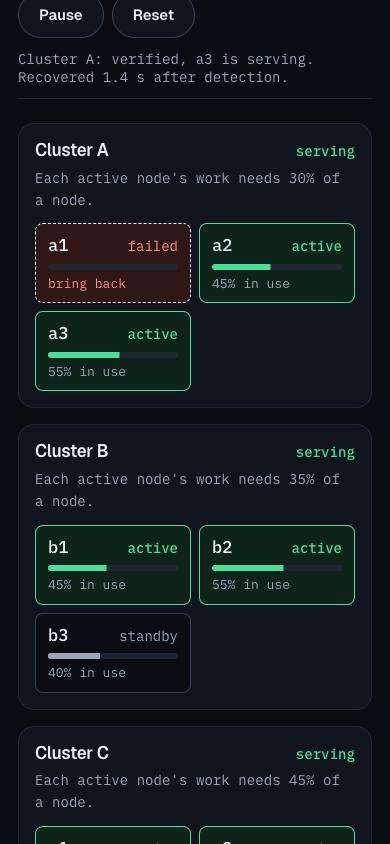 Pause Reset
Cluster A: verified, a3 is serving.
Recovered 1.4 s after detection.
Cluster A serving
Each active node's work needs 30% of
a node.
a1 failed
bring back
a2 active
45% in use
a3 active
55% in use
Cluster B serving
Each active node's work needs 35% of
a node.
b1 active
45% in use
b2 active
55% in use
b3 standby
40% in use
Cluster C serving
Each active node's work needs 45% of
a node.